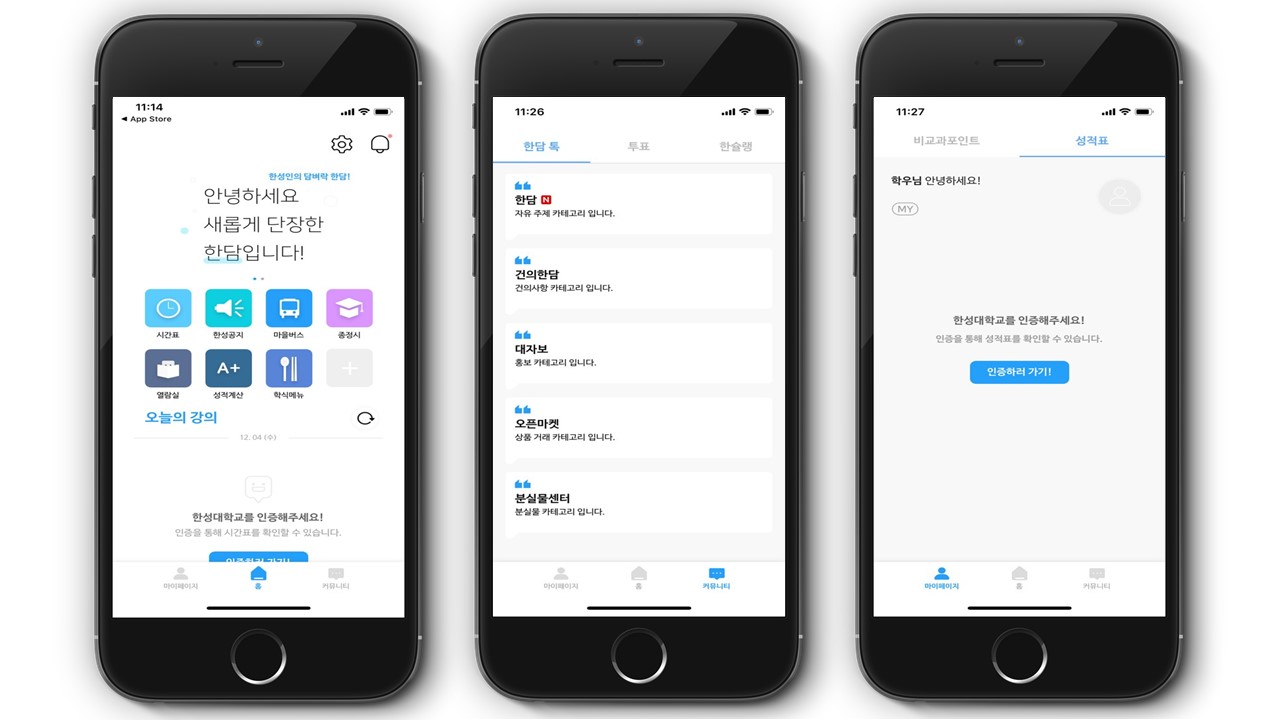 11:14
◀ App Store
한성인의 담벼락 한담!
안녕하세요
새롭게 단장한
한담입니다!
시간표
한성공지
마을버스
종정시
열람실
A+
성적계산
학식메뉴
오늘의 강의
12. 04 (수)
한성대학교를 인증해주세요!
인증을 통해 시간표를 확인할 수 있습니다.
인증하러 가기!
마이페이지
홈
커뮤니티
11:26
한담 톡
투표
한슬랭
한담 N
자유 주제 카테고리 입니다.
건의한담
건의사항 카테고리 입니다.
대자보
홍보 카테고리 입니다.
오픈마켓
상품 거래 카테고리 입니다.
분실물센터
분실물 카테고리 입니다.
마이페이지
홈
커뮤니티
11:27
비교과포인트
성적표
학우님 안녕하세요!
MY
한성대학교를 인증해주세요!
인증을 통해 성적표를 확인할 수 있습니다.
인증하러 가기!
마이페이지
홈
커뮤니티